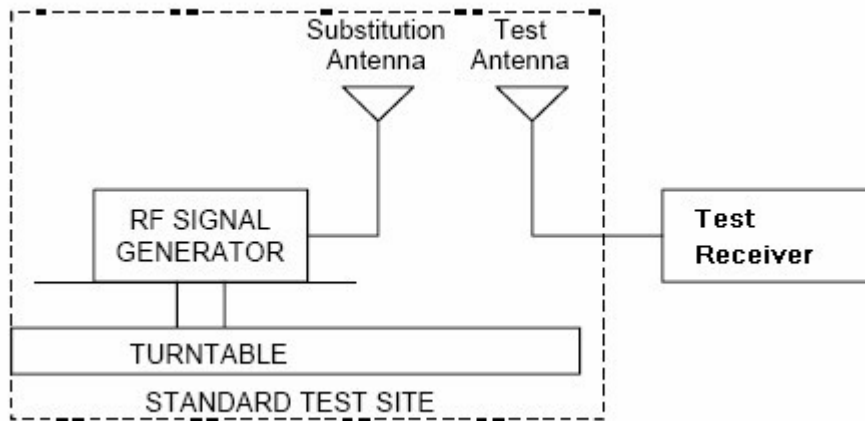 Substitution
Antenna
Test
Antenna
RF SIGNAL
GENERATOR
Test
Receiver
TURNTABLE
STANDARD TEST SITE